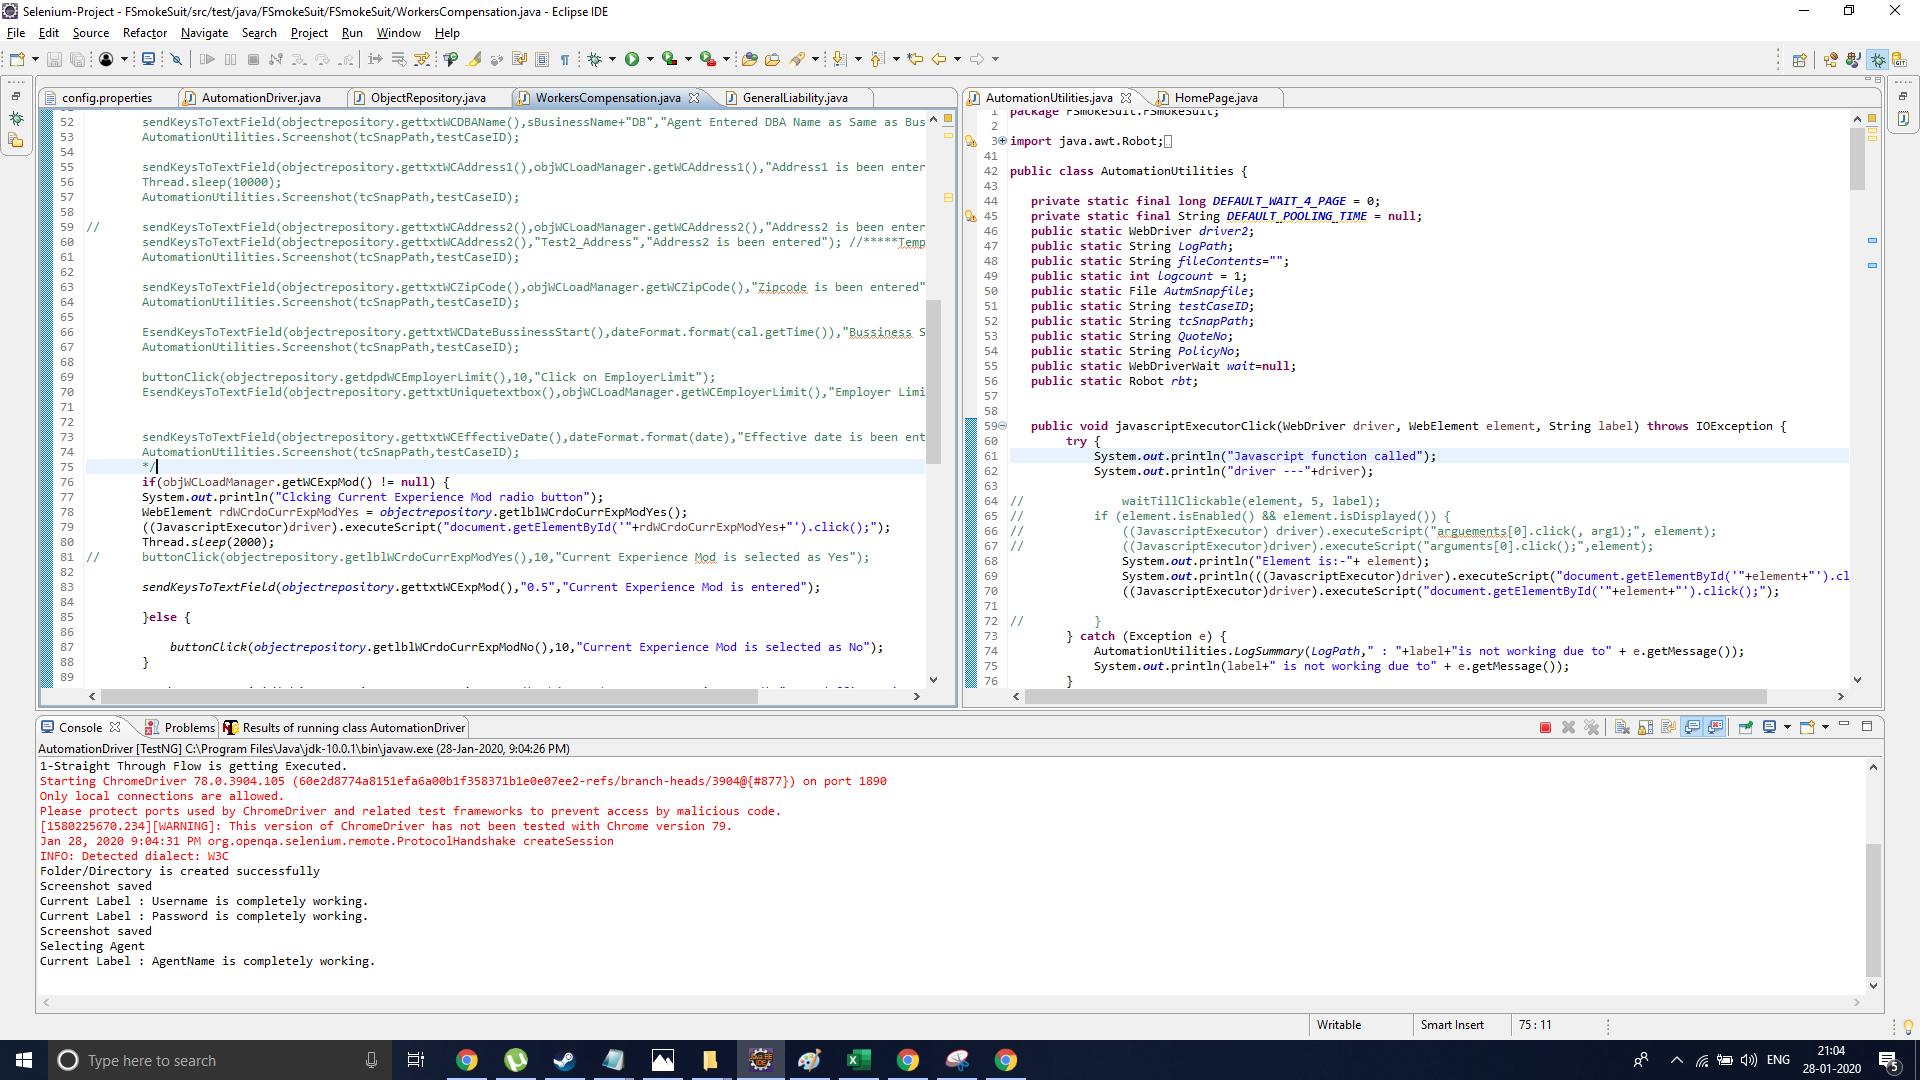 Selenium-Project - FSmokeSuit/src/test/java/FSmokeSuit/FSmokeSuit/WorkersCompensation.java - Eclipse IDE
File Edit Source Refactor Navigate Search Project Run Window Help
config.properties AutomationDriver.java ObjectRepository.java WorkersCompensation.java GeneralLiability.java
52 sendKeysToTextField(objectrepository.gettxtWCDBAName(),sBusinessName+"DB","Agent Entered DBA Name as Same as Bus
53 AutomationUtilities.Screenshot(tcSnapPath,testCaseID);
54
55 sendKeysToTextField(objectrepository.gettxtWCAddress1(),objWCLoadManager.getWCAddress1(),"Address1 is been enter
56 Thread.sleep(10000);
57 AutomationUtilities.Screenshot(tcSnapPath,testCaseID);
58
59 // sendKeysToTextField(objectrepository.gettxtWCAddress2(),objWCLoadManager.getWCAddress2(),"Address2 is been enter
60 sendKeysToTextField(objectrepository.gettxtWCAddress2(),"Test2_Address","Address2 is been entered"); //*****Temp
61 AutomationUtilities.Screenshot(tcSnapPath,testCaseID);
62
63 sendKeysToTextField(objectrepository.gettxtWCZipCode(),objWCLoadManager.getWCZipCode(),"Zipcode is been entered"
64 AutomationUtilities.Screenshot(tcSnapPath,testCaseID);
65
66 EsendKeysToTextField(objectrepository.gettxtWCDateBussinessStart(),dateFormat.format(cal.getTime()),"Bussiness S
67 AutomationUtilities.Screenshot(tcSnapPath,testCaseID);
68
69 buttonClick(objectrepository.getdpdWCEmployerLimit(),10,"Click on EmployerLimit");
70 EsendKeysToTextField(objectrepository.gettxtUniquetextbox(),objWCLoadManager.getWCEmployerLimit(),"Employer Limi
71
72
73 sendKeysToTextField(objectrepository.gettxtWCEffectiveDate(),dateFormat.format(date),"Effective date is been ent
74 AutomationUtilities.Screenshot(tcSnapPath,testCaseID);
75 */
76 if(objWCLoadManager.getWCExpMod() != null) {
77 System.out.println("Clcking Current Experience Mod radio button");
78 WebElement rdWCrdoCurrExpModYes = objectrepository.getlblWCrdoCurrExpModYes();
79 ((JavascriptExecutor)driver).executeScript("document.getElementById('"+rdWCrdoCurrExpModYes+"').click();");
80 Thread.sleep(2000);
81 // buttonClick(objectrepository.getlblWCrdoCurrExpModYes(),10,"Current Experience Mod is selected as Yes");
82
83 sendKeysToTextField(objectrepository.gettxtWCExpMod(),"0.5","Current Experience Mod is entered");
84
85 }else {
86
87 buttonClick(objectrepository.getlblWCrdoCurrExpModNo(),10,"Current Experience Mod is selected as No");
88 }
89
AutomationUtilities.java HomePage.java
1 package FSmokeSuit.FSmokeSuit;
2
3 import java.awt.Robot;
41
42 public class AutomationUtilities {
43
44 private static final long DEFAULT_WAIT_4_PAGE = 0;
45 private static final String DEFAULT_POOLING_TIME = null;
46 public static WebDriver driver2;
47 public static String LogPath;
48 public static String fileContents="";
49 public static int logcount = 1;
50 public static File AutmSnapfile;
51 public static String testCaseID;
52 public static String tcSnapPath;
53 public static String QuoteNo;
54 public static String PolicyNo;
55 public static WebDriverWait wait=null;
56 public static Robot rbt;
57
58
59 public void javascriptExecutorClick(WebDriver driver, WebElement element, String label) throws IOException {
60 try {
61 System.out.println("Javascript function called");
62 System.out.println("driver ---"+driver);
63
64 // waitTillClickable(element, 5, label);
65 // if (element.isEnabled() && element.isDisplayed()) {
66 // ((JavascriptExecutor) driver).executeScript("arguements[0].click(, arg1);", element);
67 // ((JavascriptExecutor)driver).executeScript("arguments[0].click();",element);
68 System.out.println("Element is:-"+ element);
69 System.out.println(((JavascriptExecutor)driver).executeScript("document.getElementById('"+element+"').cl
70 ((JavascriptExecutor)driver).executeScript("document.getElementById('"+element+"').click();");
71
72 // }
73 } catch (Exception e) {
74 AutomationUtilities.LogSummary(LogPath," : "+label+"is not working due to" + e.getMessage());
75 System.out.println(label+" is not working due to" + e.getMessage());
76 }
Console Problems Results of running class AutomationDriver
AutomationDriver [TestNG] C:\Program Files\Java\jdk-10.0.1\bin\javaw.exe (28-Jan-2020, 9:04:26 PM)
1-Straight Through Flow is getting Executed.
Starting ChromeDriver 78.0.3904.105 (60e2d8774a8151efa6a00b1f358371b1e0e07ee2-refs/branch-heads/3904@{#877}) on port 1890
Only local connections are allowed.
Please protect ports used by ChromeDriver and related test frameworks to prevent access by malicious code.
[1580225670.234][WARNING]: This version of ChromeDriver has not been tested with Chrome version 79.
Jan 28, 2020 9:04:31 PM org.openqa.selenium.remote.ProtocolHandshake createSession
INFO: Detected dialect: W3C
Folder/Directory is created successfully
Screenshot saved
Current Label : Username is completely working.
Current Label : Password is completely working.
Screenshot saved
Selecting Agent
Current Label : AgentName is completely working.
Writable Smart Insert 75 : 11
Type here to search
ENG
21:04
28-01-2020
5